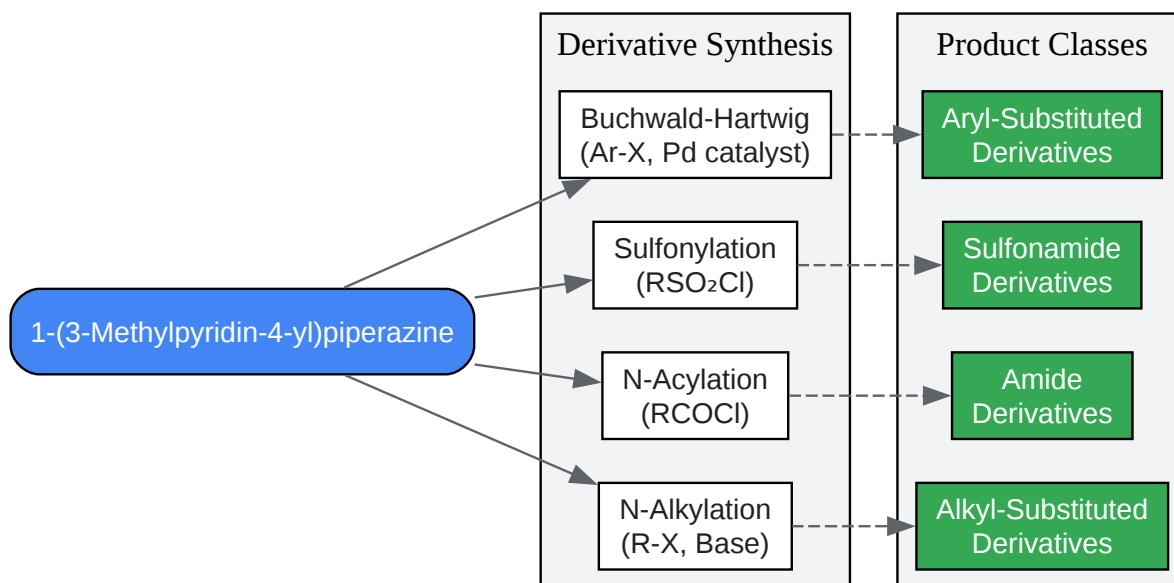 Derivative Synthesis
Product Classes
Buchwald-Hartwig
(Ar-X, Pd catalyst)
Aryl-Substituted
Derivatives
Sulfonylation
(RSO₂Cl)
Sulfonamide
Derivatives
1-(3-Methylpyridin-4-yl)piperazine
N-Acylation
(RCOCl)
Amide
Derivatives
N-Alkylation
(R-X, Base)
Alkyl-Substituted
Derivatives